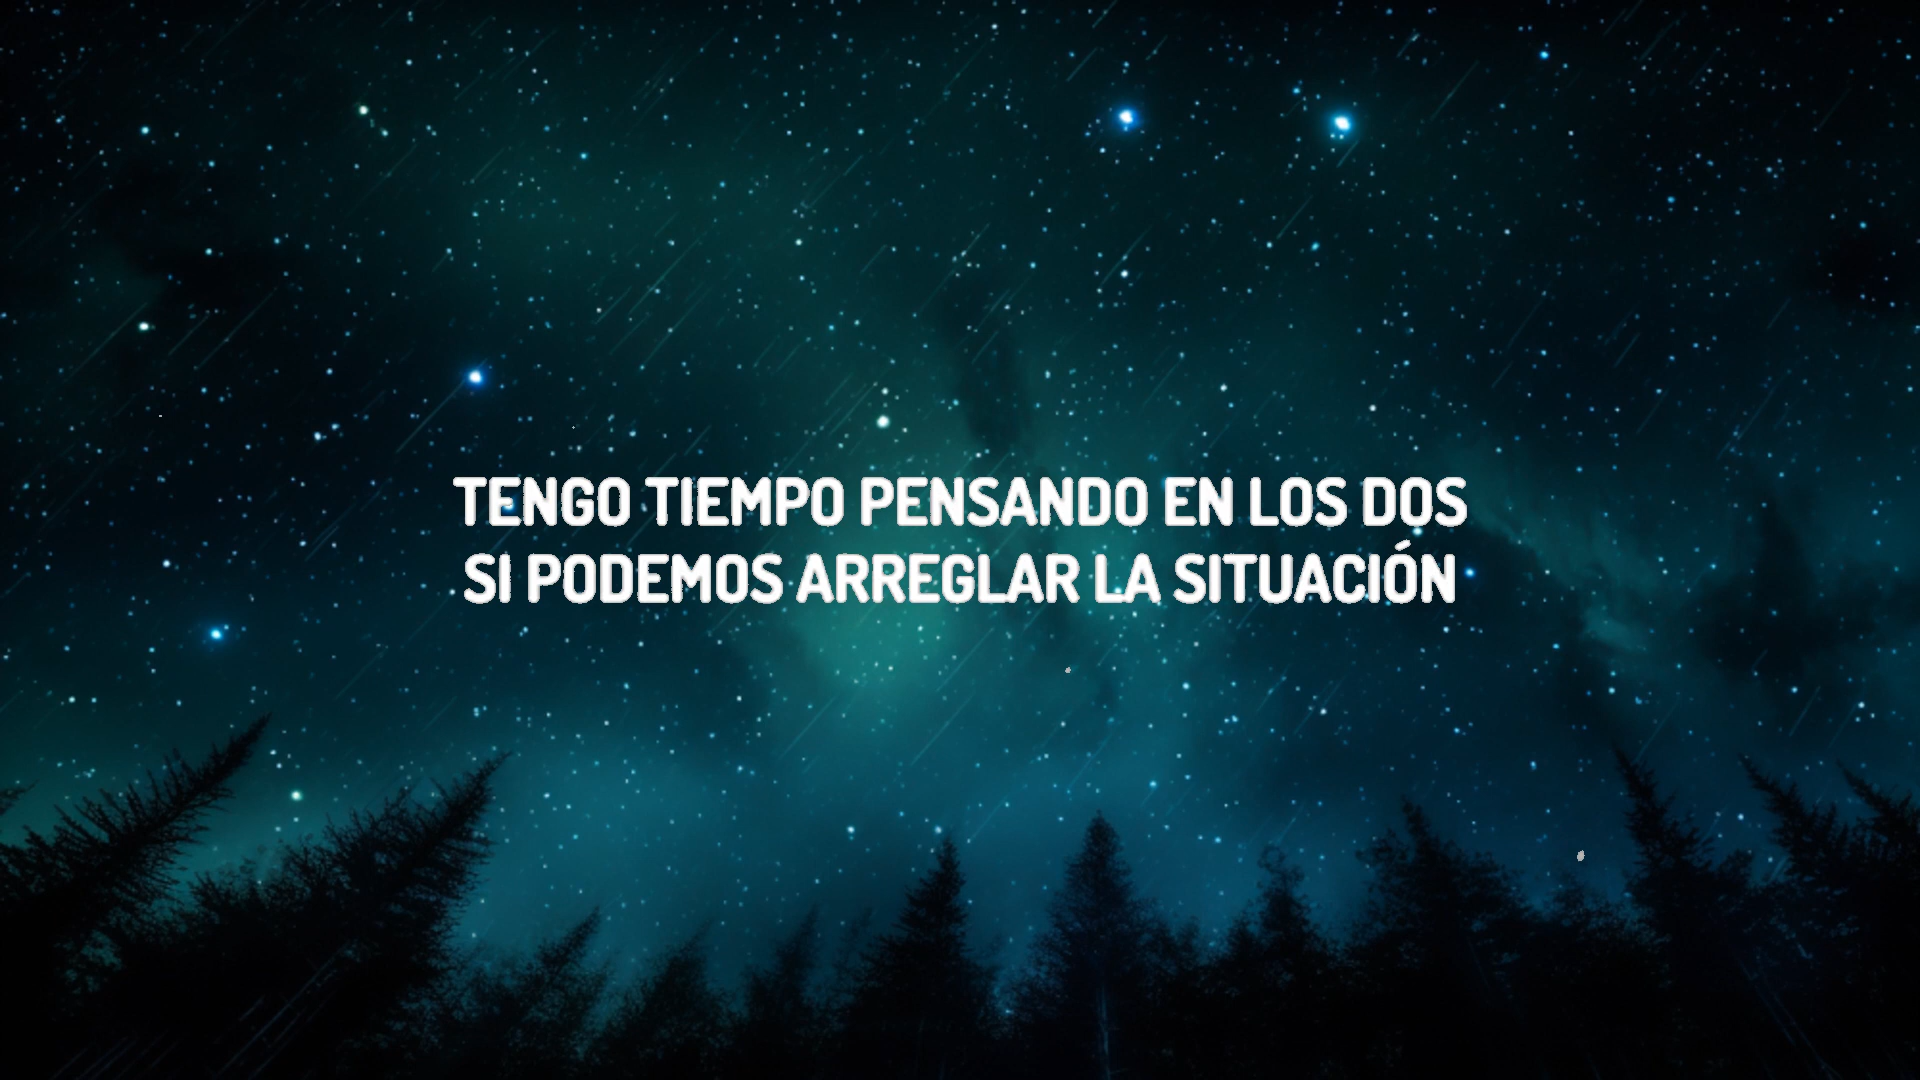 TENGO TIEMPO PENSANDO EN LOS DOS
SI PODEMOS ARREGLAR LA SITUACIÓN